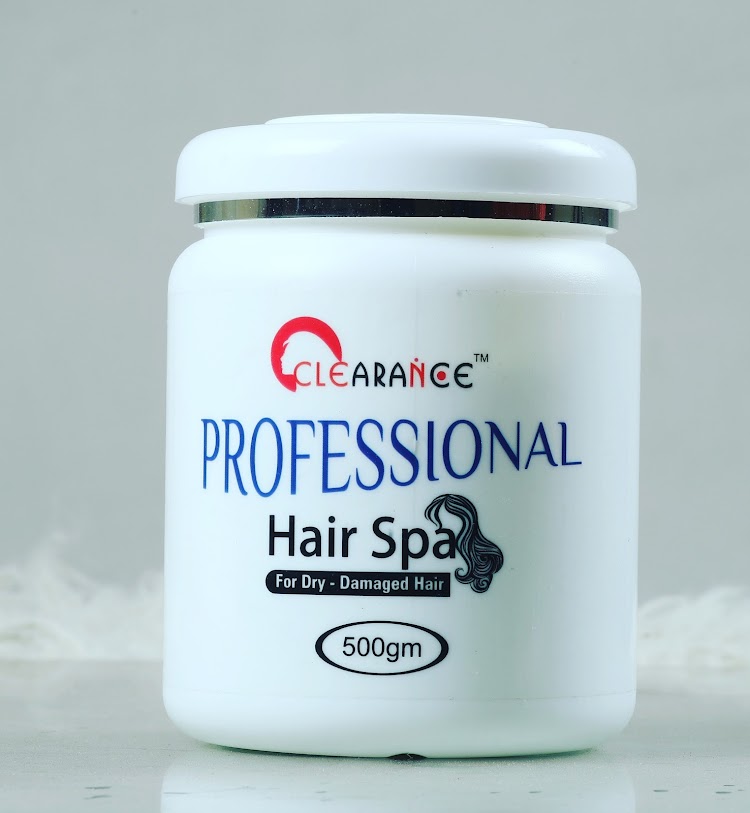 CLEARANCE™
PROFESSIONAL
Hair Spa
For Dry - Damaged Hair
500gm